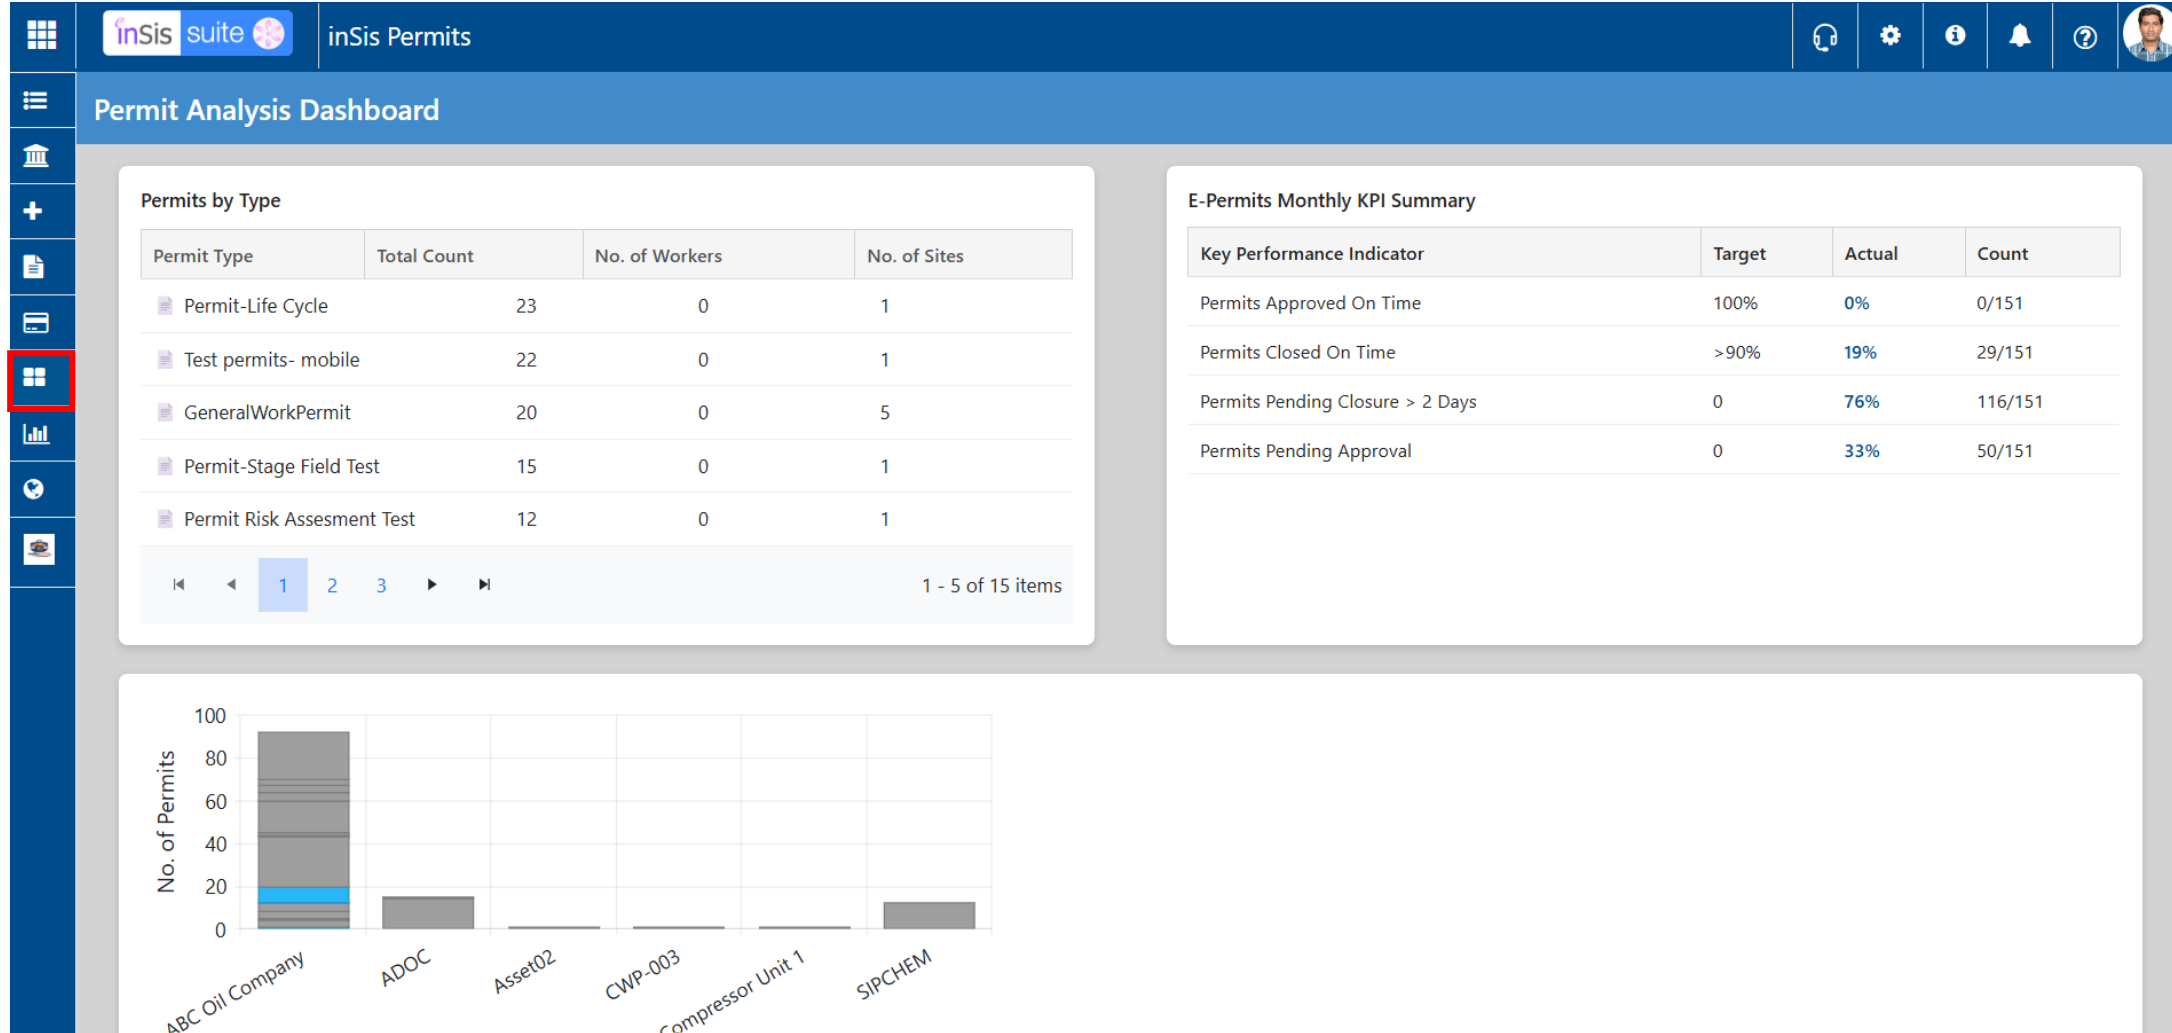 inSis suite
inSis Permits
Permit Analysis Dashboard
Permits by Type
Permit Type Total Count No. of Workers No. of Sites
Permit-Life Cycle 23 0 1
Test permits- mobile 22 0 1
GeneralWorkPermit 20 0 5
Permit-Stage Field Test 15 0 1
Permit Risk Assesment Test 12 0 1
1 2 3 1 - 5 of 15 items
E-Permits Monthly KPI Summary
Key Performance Indicator Target Actual Count
Permits Approved On Time 100% 0% 0/151
Permits Closed On Time >90% 19% 29/151
Permits Pending Closure > 2 Days 0 76% 116/151
Permits Pending Approval 0 33% 50/151
No. of Permits
100
80
60
40
20
0
ABC Oil Company
ADOC
Asset02
CWP-003
Compressor Unit 1
SIPCHEM